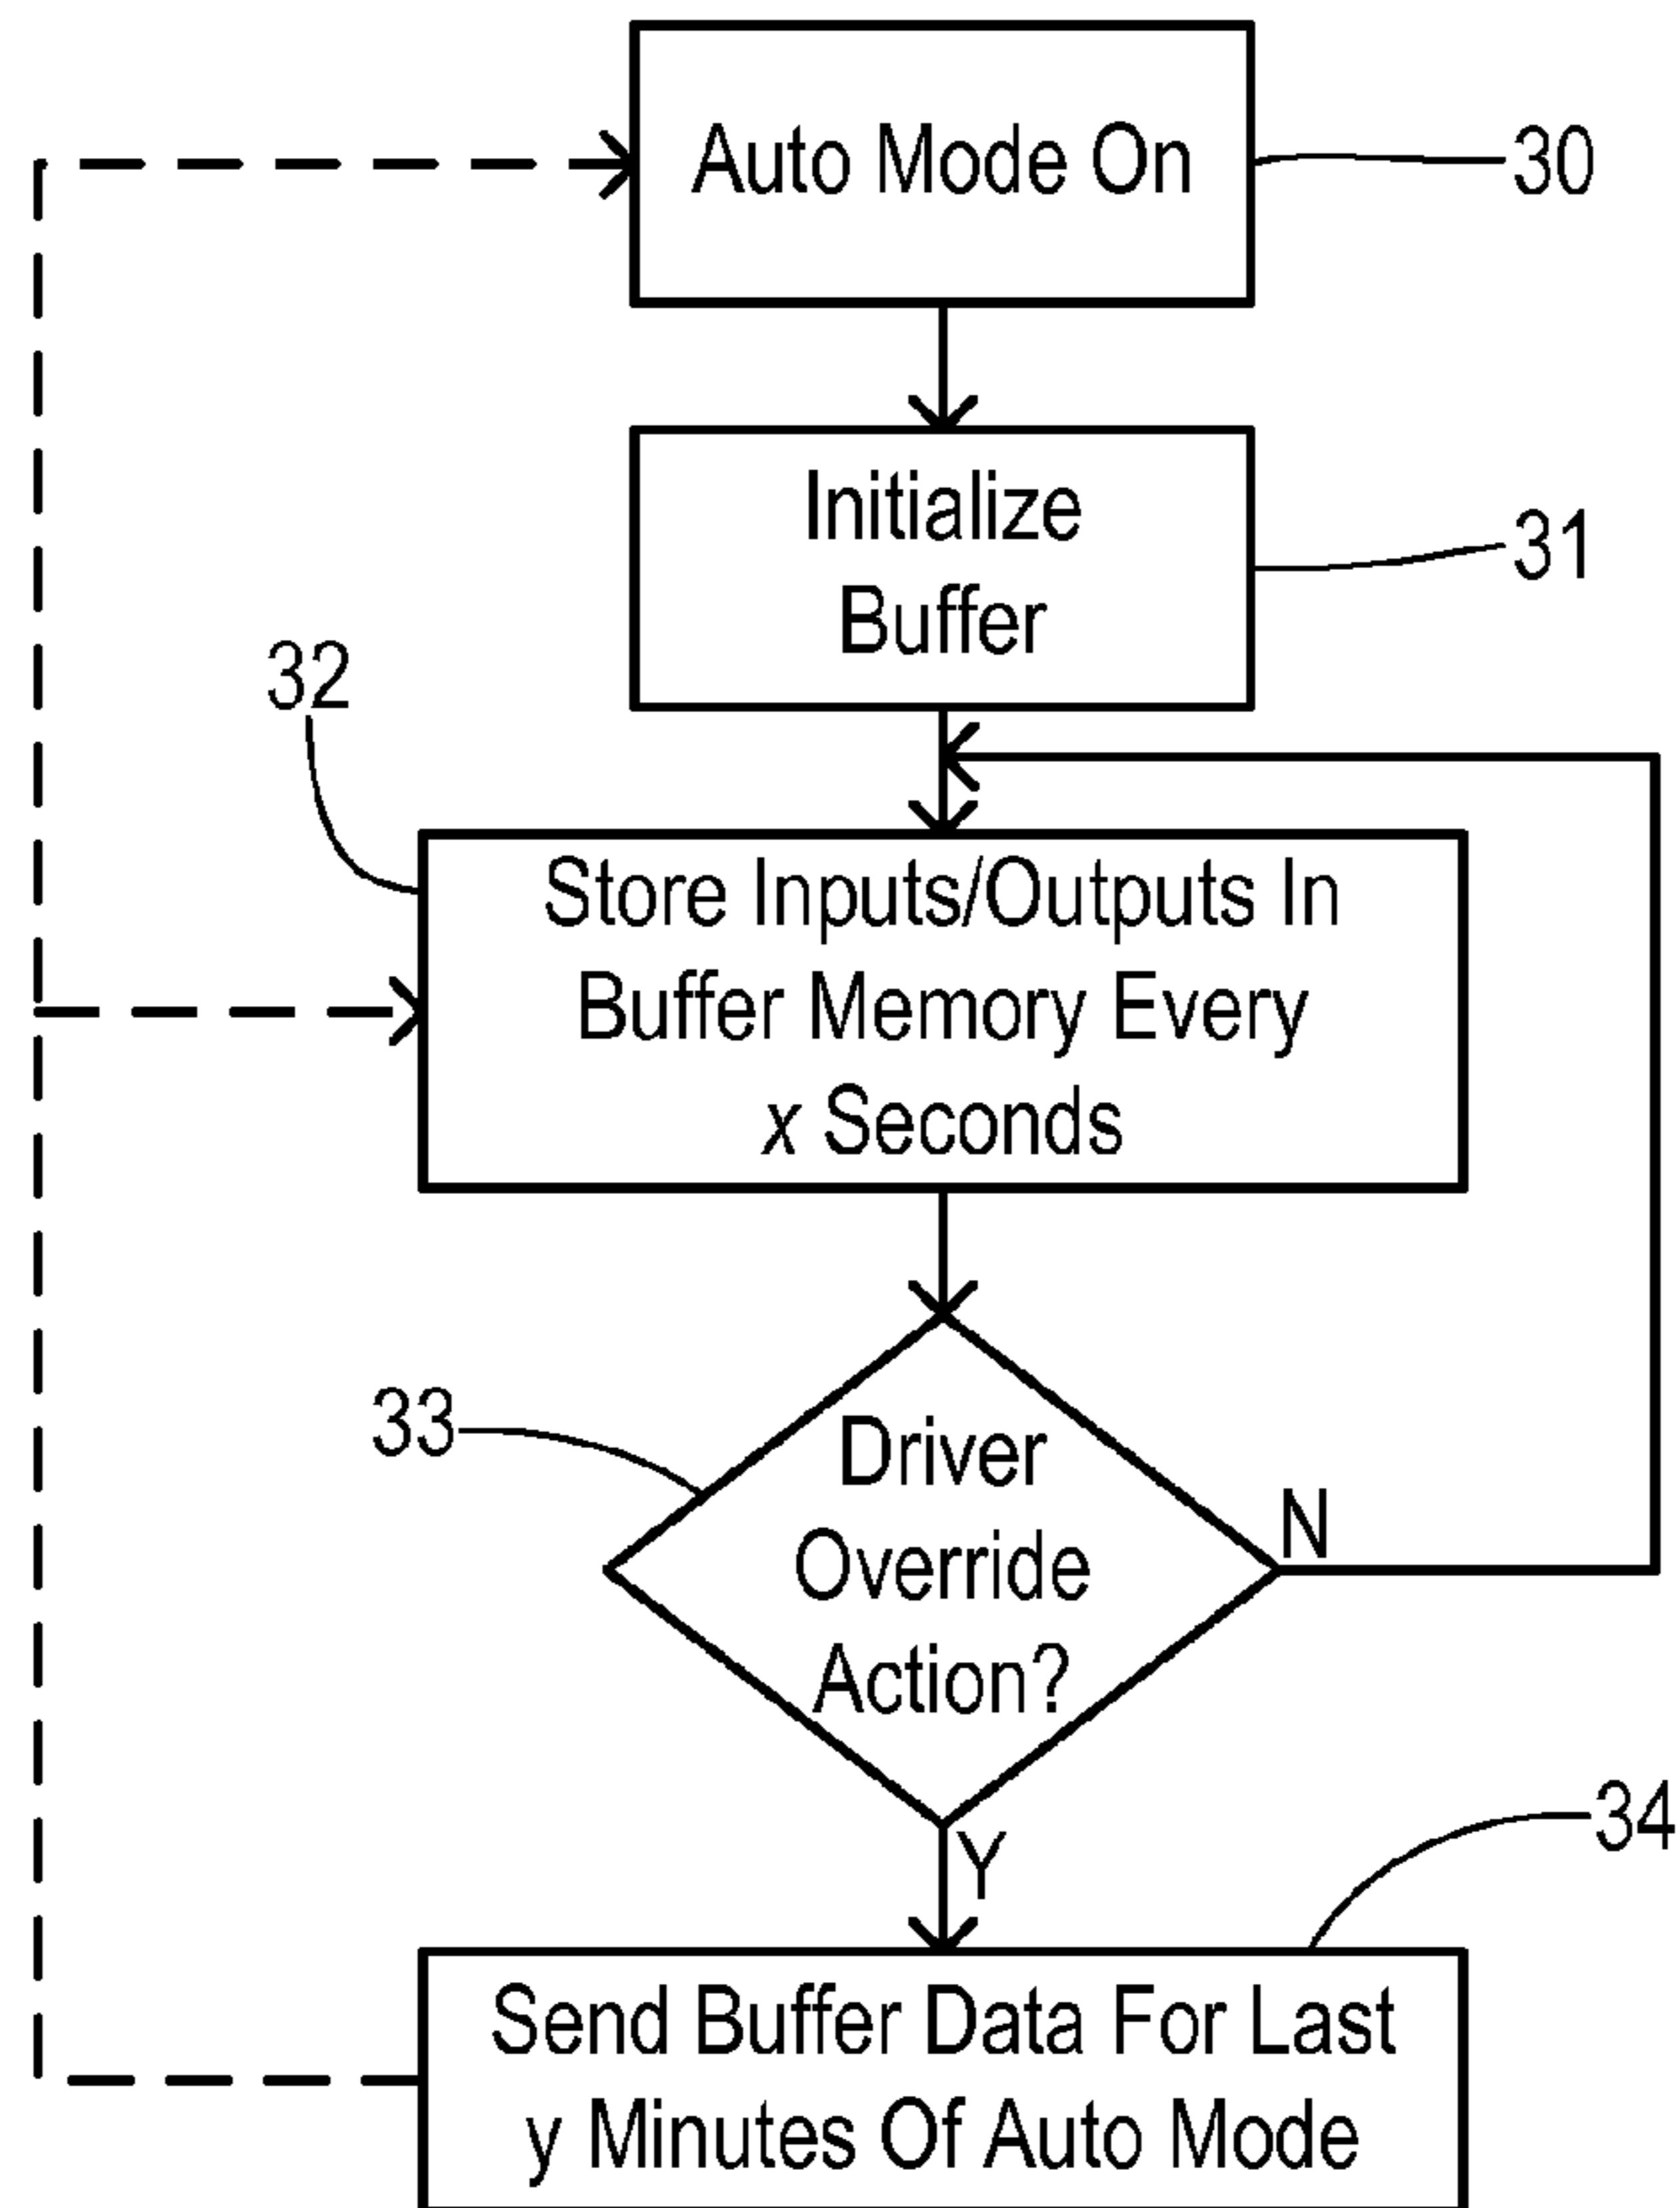 Auto Mode On
30
Initialize
Buffer
31
32
Store Inputs/Outputs In
Buffer Memory Every
x Seconds
33
Driver
Override
Action?
N
Y
34
Send Buffer Data For Last
y Minutes Of Auto Mode